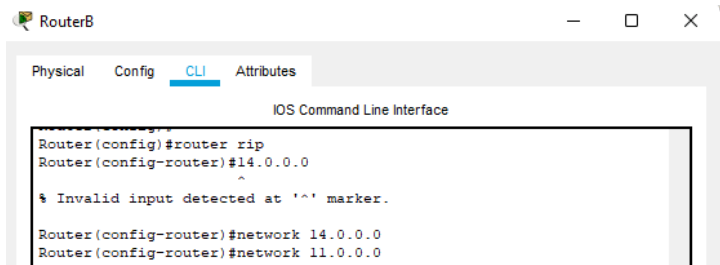 RouterB
Physical Config CLI Attributes
IOS Command Line Interface
Router(config)#router rip
Router(config-router)#14.0.0.0
^
% Invalid input detected at '^' marker.
Router(config-router)#network 14.0.0.0
Router(config-router)#network 11.0.0.0